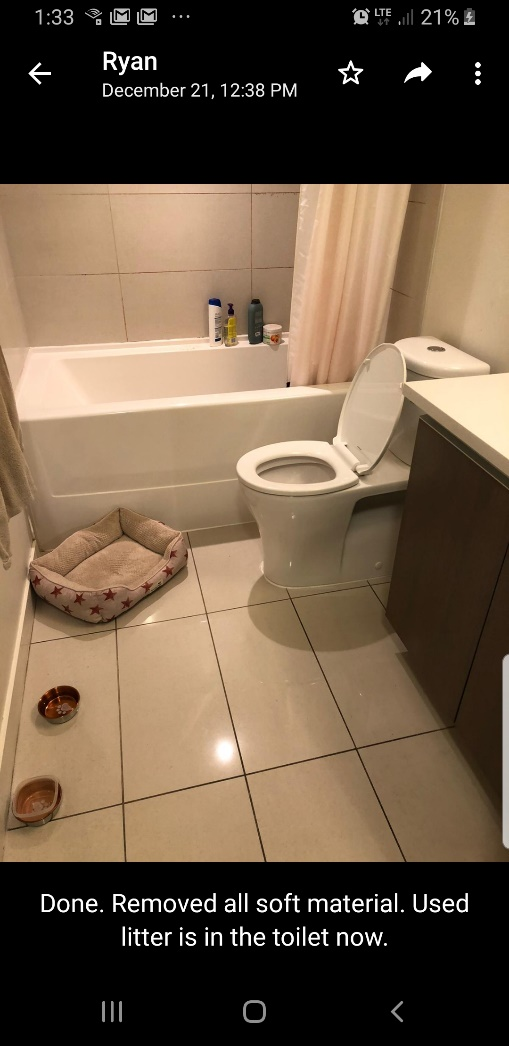 1:33 LTE 21%
Ryan
December 21, 12:38 PM
Done. Removed all soft material. Used
litter is in the toilet now.